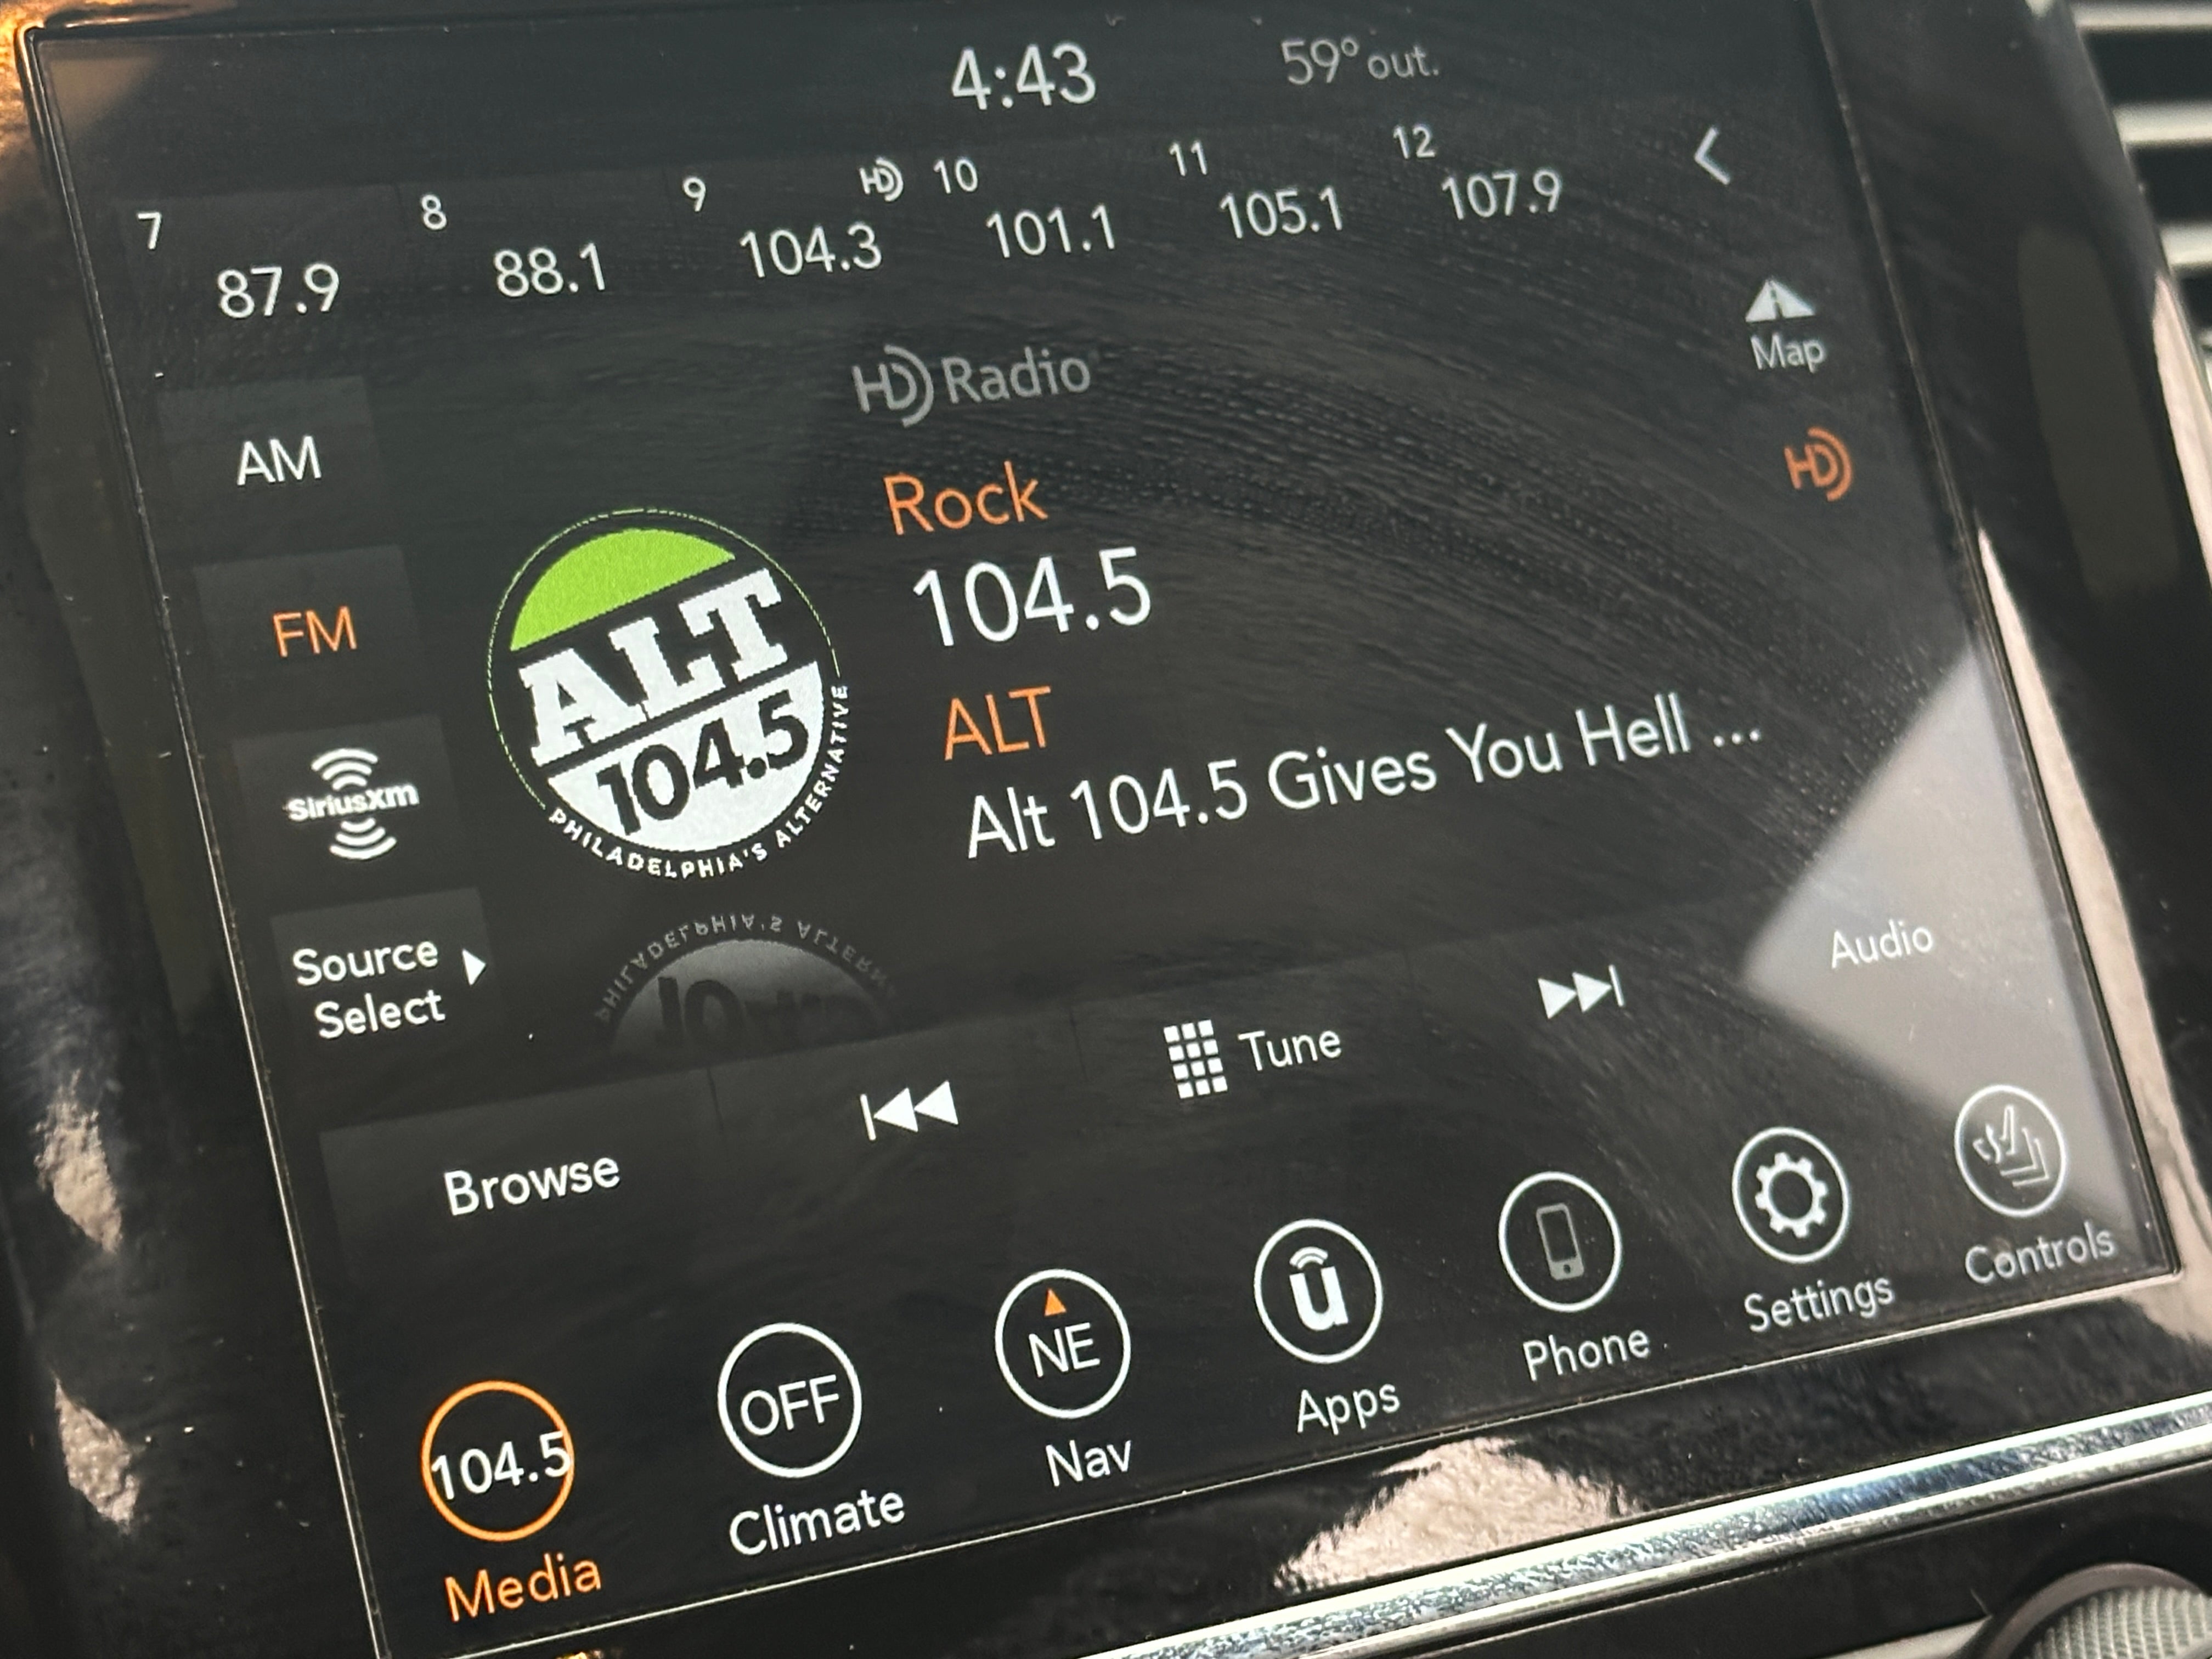 4:43
59° out.
7 87.9
8 88.1
9 104.3 HD
10 101.1
11 105.1
12 107.9
Map
HD Radio
HD
AM
Rock
FM
104.5
ALT
104.5
PHILADELPHIA'S ALTERNATIVE
ALT
Alt 104.5 Gives You Hell ...
SiriusXM
Source
Select
Audio
Tune
Browse
104.5
Media
OFF
Climate
NE
Nav
u
Apps
Phone
Settings
Controls